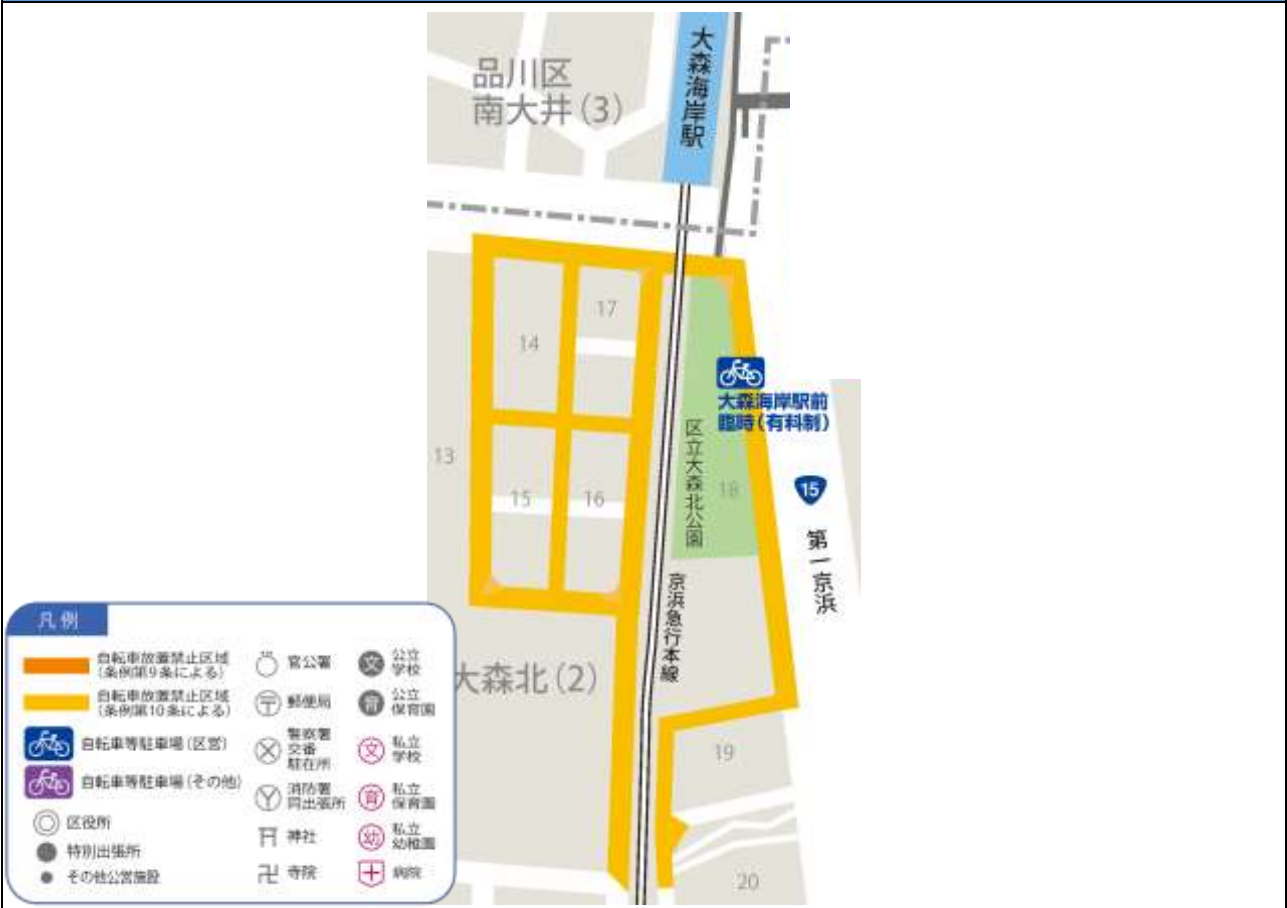 大森海岸駅
品川区
南大井(3)
17
14
大森海岸駅前
臨時(有料制)
区立大森北公園
13
18
15
15
16
第一京浜
京浜急行本線
大森北(2)
19
20
凡例
自転車放置禁止区域
(条例第9条による)
自転車放置禁止区域
(条例第10条による)
自転車等駐車場(区営)
自転車等駐車場(その他)
区役所
特別出張所
その他公営施設
官公署
〒
郵便局
警察署
交番
駐在所
消防署
同出張所
神社
寺院
文
公立
学校
育
公立
保育園
文
私立
学校
育
私立
保育園
幼
私立
幼稚園
病院